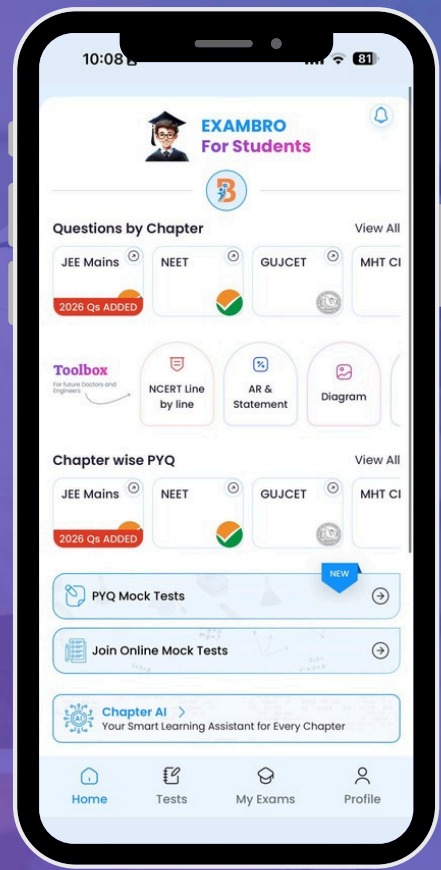 10:08
81
EXAMBRO
For Students
B
Questions by Chapter
View All
JEE Mains
NEET
GUJCET
MHT
2026 Qs ADDED
Toolbox
For future Doctors and
Engineers
NCERT Line
by line
AR &
Statement
Diagram
Chapter wise PYQ
View All
JEE Mains
NEET
GUJCET
MHT
2026 Qs ADDED
NEW
PYQ Mock Tests
Join Online Mock Tests
AI
Chapter AI >
Your Smart Learning Assistant for Every Chapter
Home
Tests
My Exams
Profile